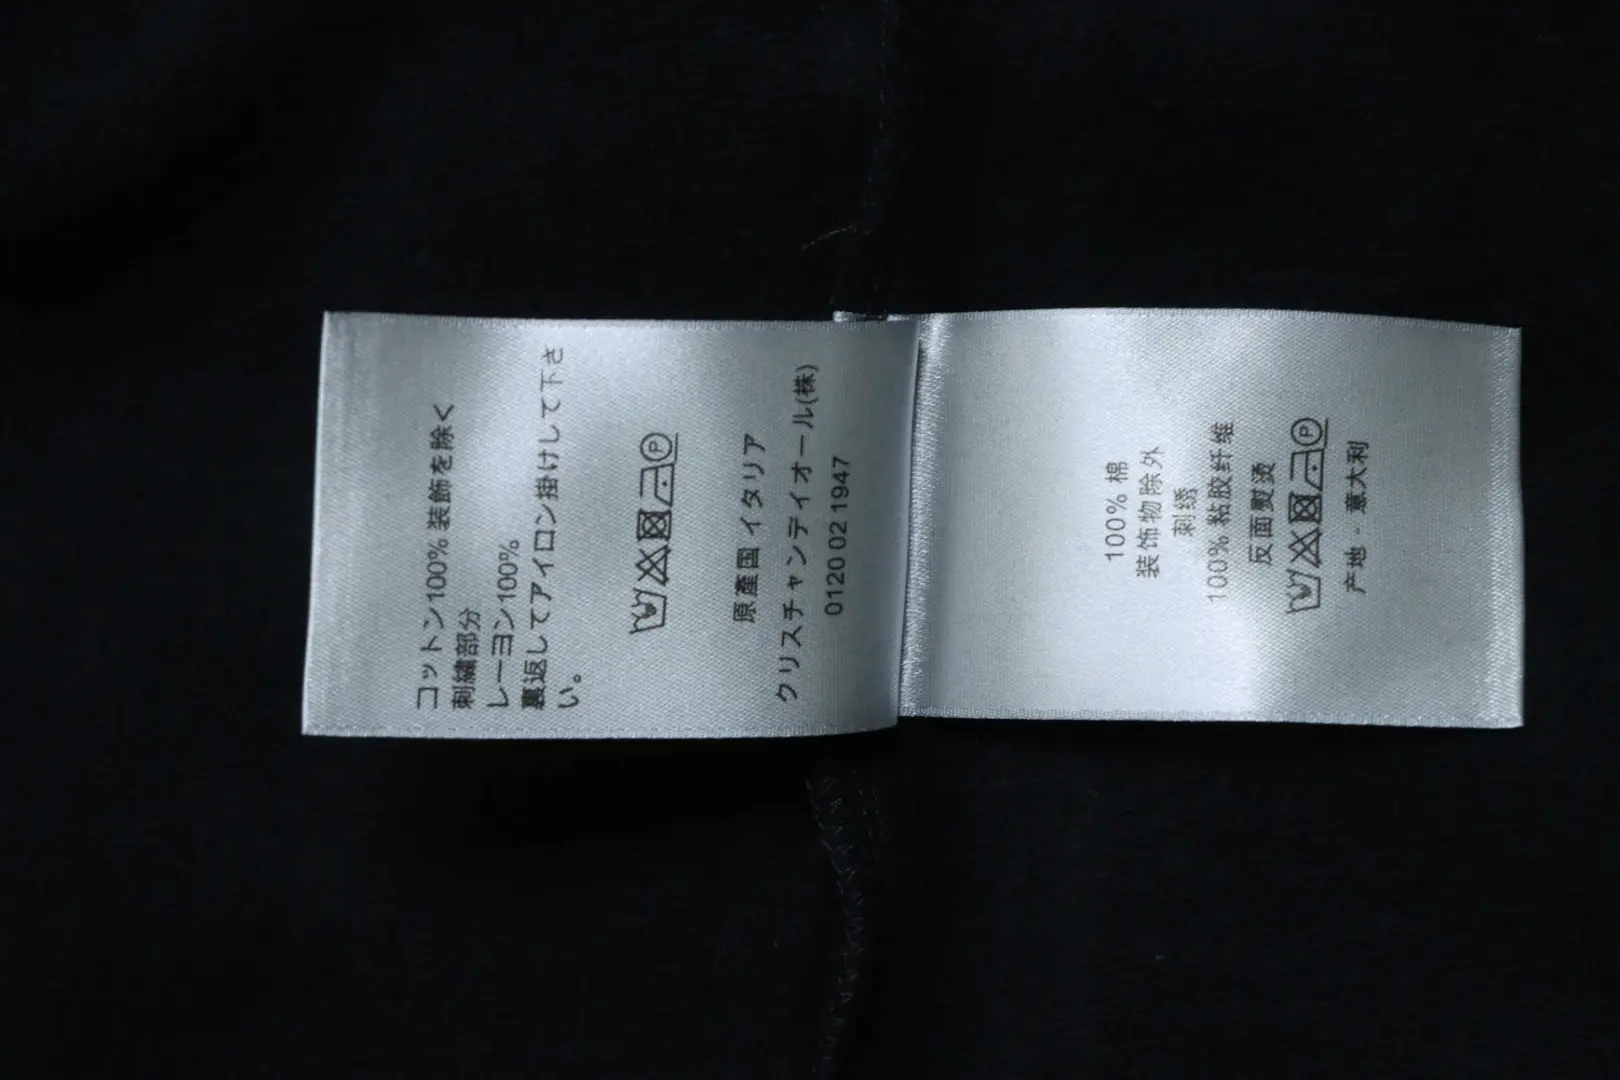 コットン100% 装飾を除く
刺繍部分
レーヨン100%
裏返してアイロン掛けして下さ
い。
P
原產国 イタリア
クリスチャンディオール(株)
0120 02 1947
100% 棉
装饰物除外
刺绣
100% 粘胶纤维
反面熨烫
P
产地 - 意大利